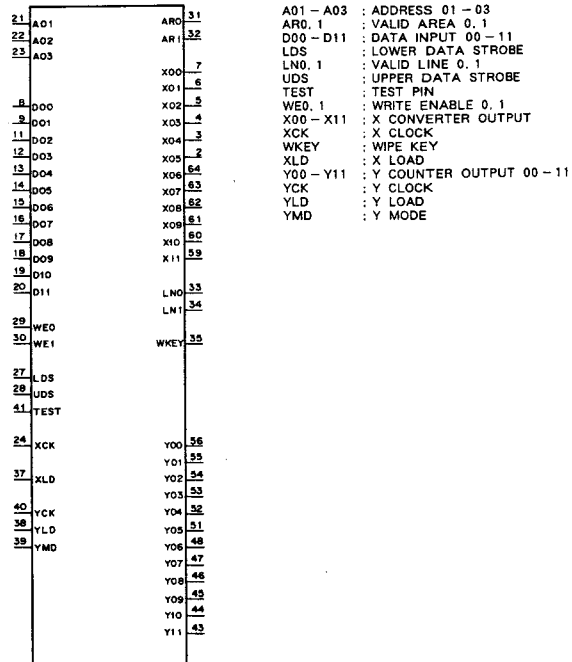 21 A01
22 A02
23 A03
8 D00
9 D01
11 D02
12 D03
13 D04
14 D05
15 D06
16 D07
17 D08
18 D09
19 D10
20 D11
29 WE0
30 WE1
27 LDS
28 UDS
41 TEST
24 XCK
37 XLD
40 YCK
38 YLD
39 YMD
AR0 31
AR1 32
X00 7
X01 6
X02 5
X03 4
X04 3
X05 2
X06 64
X07 63
X08 62
X09 61
X10 60
X11 59
LN0 33
LN1 34
WKEY 35
Y00 56
Y01 55
Y02 54
Y03 53
Y04 52
Y05 51
Y06 48
Y07 47
Y08 46
Y09 45
Y10 44
Y11 43
A01 – A03 : ADDRESS 01 – 03
AR0. 1 : VALID AREA 0. 1
D00 – D11 : DATA INPUT 00 – 11
LDS : LOWER DATA STROBE
LN0. 1 : VALID LINE 0. 1
UDS : UPPER DATA STROBE
TEST : TEST PIN
WE0. 1 : WRITE ENABLE 0. 1
X00 – X11 : X CONVERTER OUTPUT
XCK : X CLOCK
WKEY : WIPE KEY
XLD : X LOAD
Y00 – Y11 : Y COUNTER OUTPUT 00 – 11
YCK : Y CLOCK
YLD : Y LOAD
YMD : Y MODE